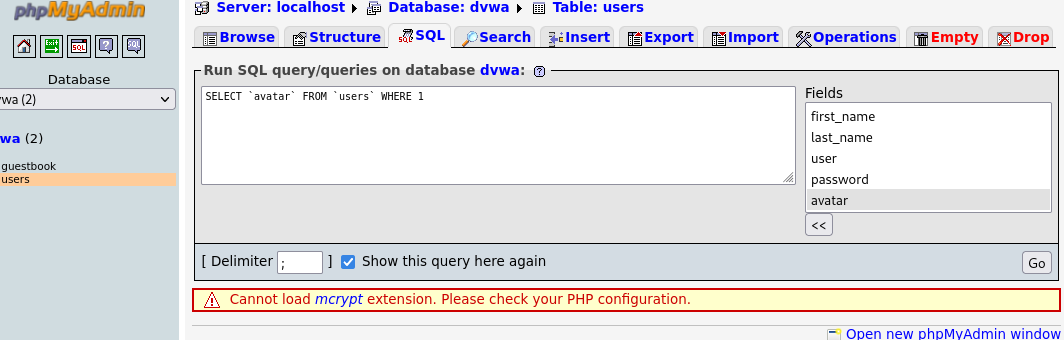 phpMyAdmin
Server: localhost ▶ Database: dvwa ▶ Table: users
Browse Structure SQL Search Insert Export Import Operations Empty Drop
Database
wa (2)
wa (2)
guestbook
users
Run SQL query/queries on database dvwa:
SELECT `avatar` FROM `users` WHERE 1
Fields
first_name
last_name
user
password
avatar
<<
[ Delimiter ; ] Show this query here again
Go
Cannot load mcrypt extension. Please check your PHP configuration.
Open new phpMyAdmin window